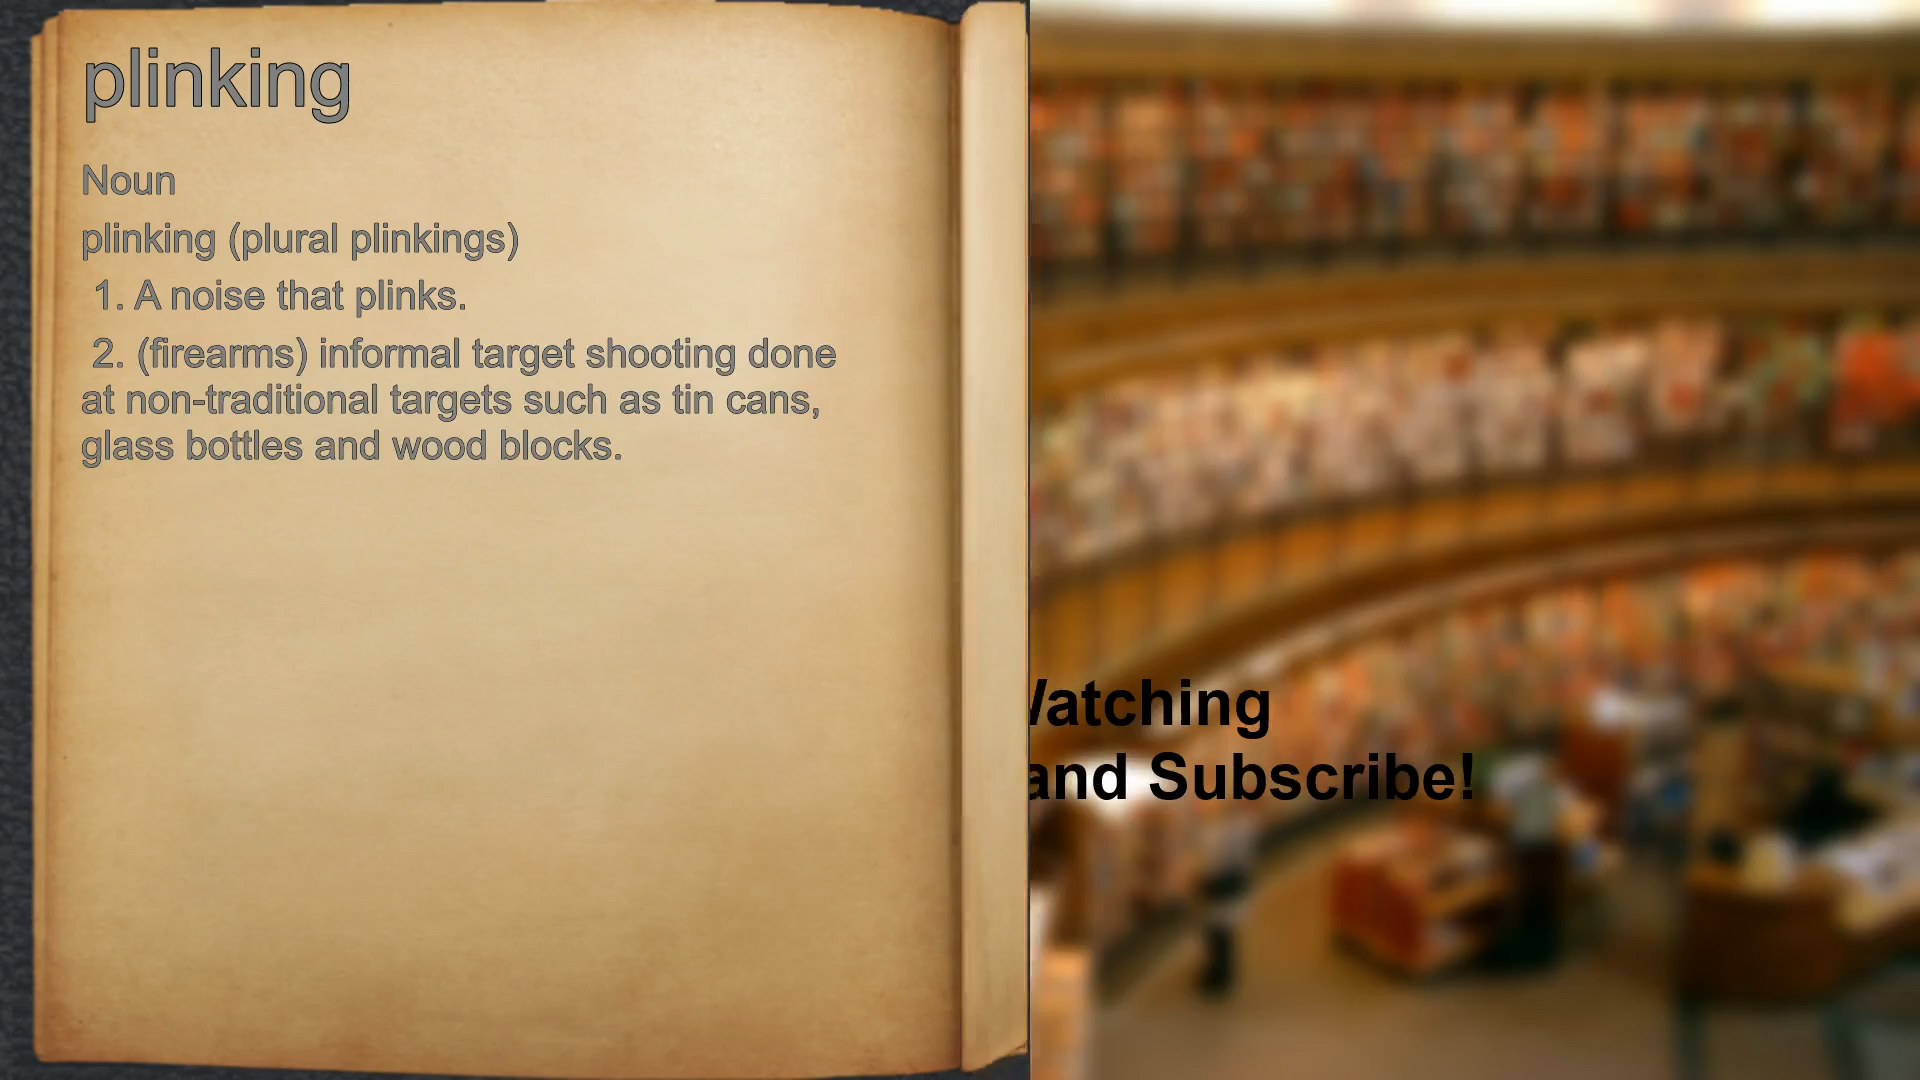 plinking
Noun
plinking (plural plinkings)
1. A noise that plinks.
2. (firearms) informal target shooting done
at non-traditional targets such as tin cans,
glass bottles and wood blocks.
and Subscribe!